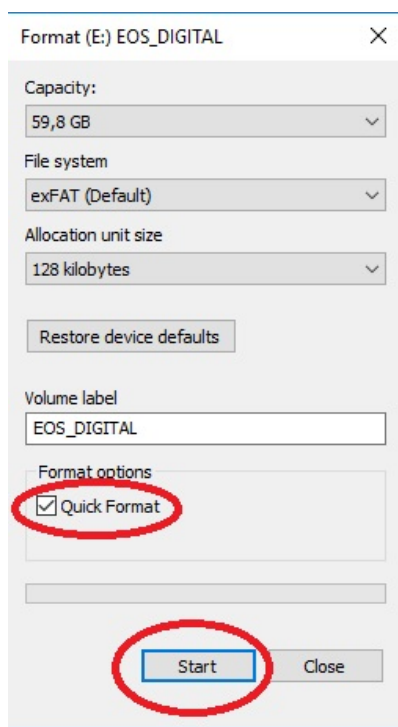 Format (E:) EOS_DIGITAL
Capacity:
59,8 GB
File system
exFAT (Default)
Allocation unit size
128 kilobytes
Restore device defaults
Volume label
EOS_DIGITAL
Format options
Quick Format
Start Close